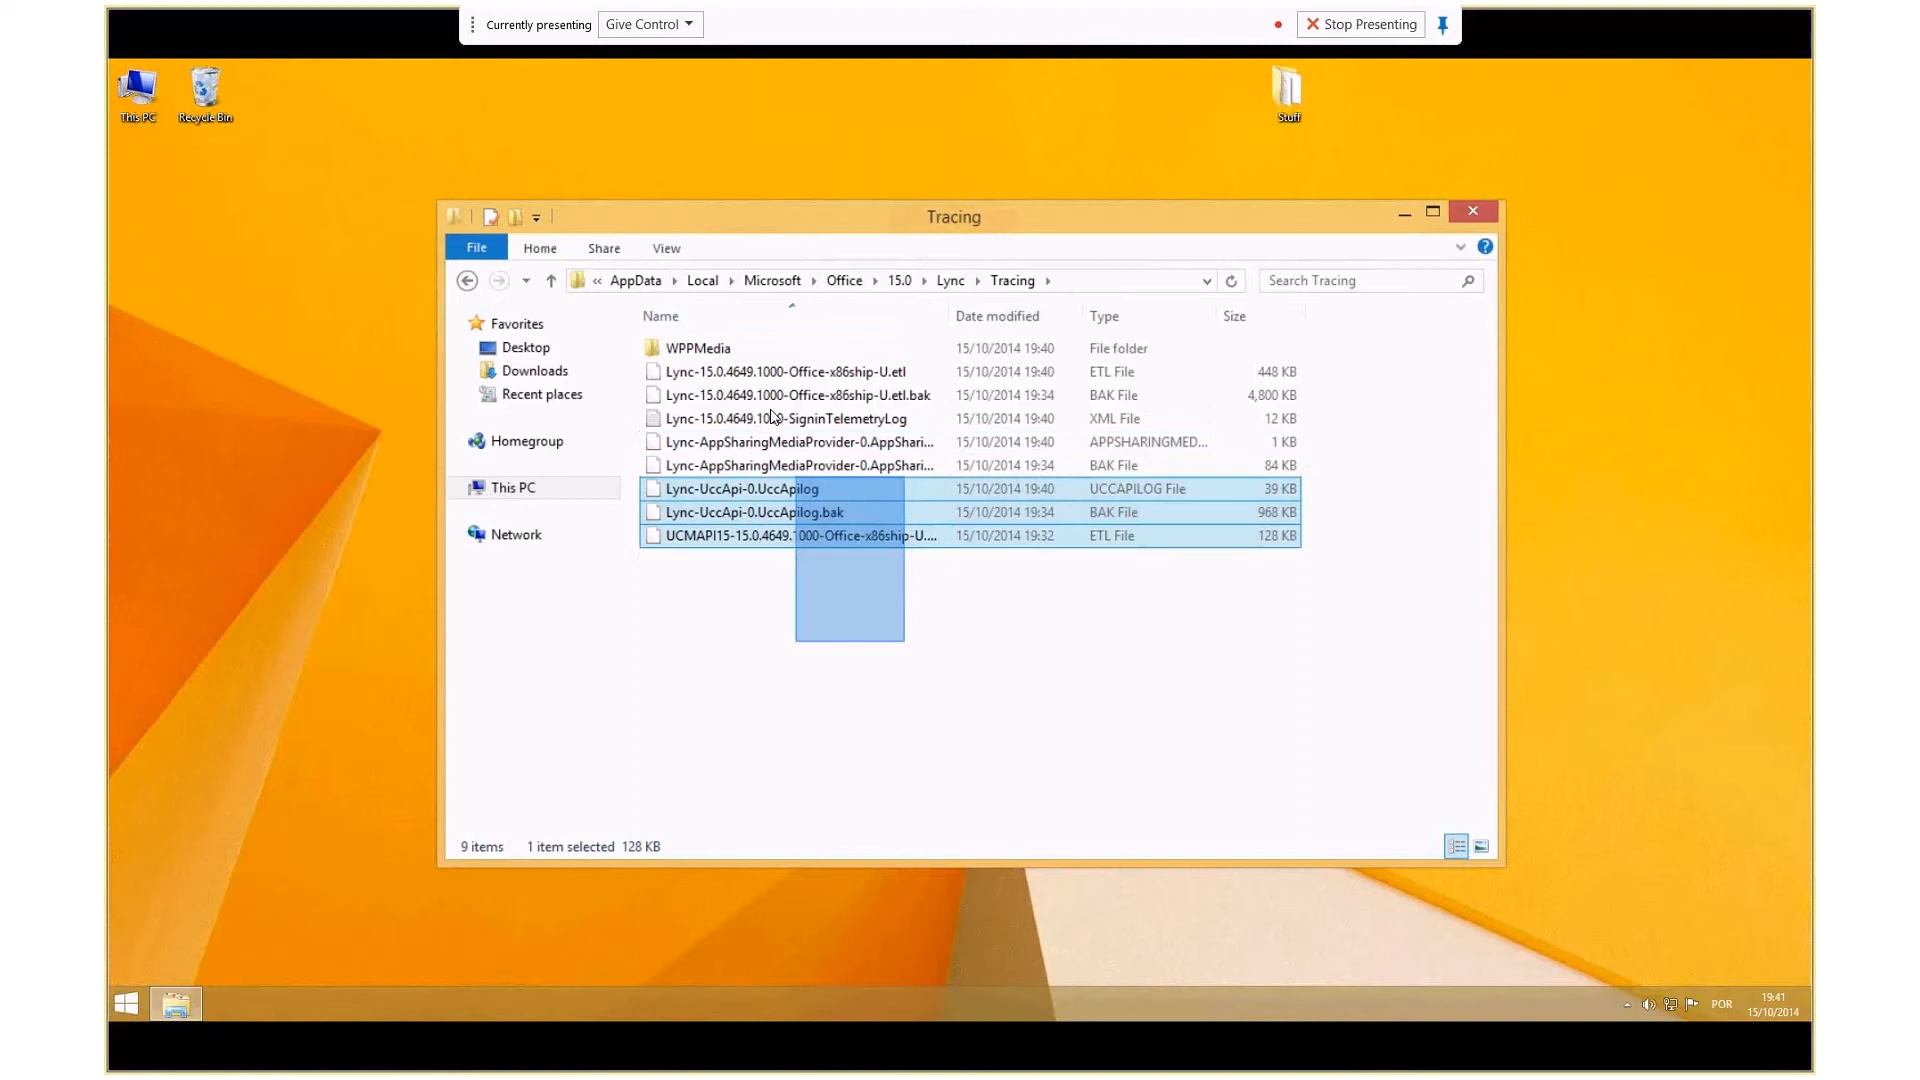 Currently presenting Give Control Stop Presenting
This PC
Recycle Bin
Stuff
Tracing
File Home Share View
« AppData Local Microsoft Office 15.0 Lync Tracing
Search Tracing
Name Date modified Type Size
Favorites
Desktop
Downloads
Recent places
Homegroup
This PC
Network
WPPMedia 15/10/2014 19:40 File folder
Lync-15.0.4649.1000-Office-x86ship-U.etl 15/10/2014 19:40 ETL File 448 KB
Lync-15.0.4649.1000-Office-x86ship-U.etl.bak 15/10/2014 19:34 BAK File 4,800 KB
Lync-15.0.4649.1000-SigninTelemetryLog 15/10/2014 19:40 XML File 12 KB
Lync-AppSharingMediaProvider-0.AppShari... 15/10/2014 19:40 APPSHARINGMED... 1 KB
Lync-AppSharingMediaProvider-0.AppShari... 15/10/2014 19:34 BAK File 84 KB
Lync-UccApi-0.UccApilog 15/10/2014 19:40 UCCAPILOG File 39 KB
Lync-UccApi-0.UccApilog.bak 15/10/2014 19:34 BAK File 968 KB
UCMAPI15-15.0.4649.1000-Office-x86ship-U.... 15/10/2014 19:32 ETL File 128 KB
9 items 1 item selected 128 KB
POR
19:41
15/10/2014